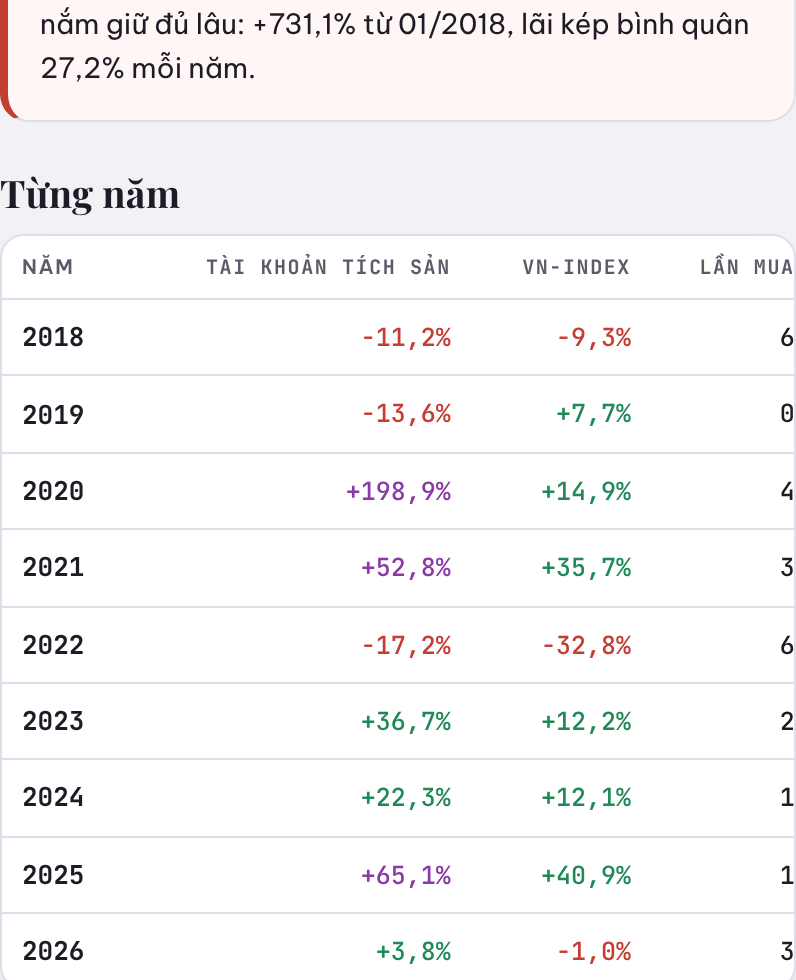 nắm giữ đủ lâu: +731,1% từ 01/2018, lãi kép bình quân
27,2% mỗi năm.
Từng năm
NĂM TÀI KHOẢN TÍCH SẢN VN-INDEX LẦN MUA
2018 -11,2% -9,3% 6
2019 -13,6% +7,7% 0
2020 +198,9% +14,9% 4
2021 +52,8% +35,7% 3
2022 -17,2% -32,8% 6
2023 +36,7% +12,2% 2
2024 +22,3% +12,1% 1
2025 +65,1% +40,9% 1
2026 +3,8% -1,0% 3